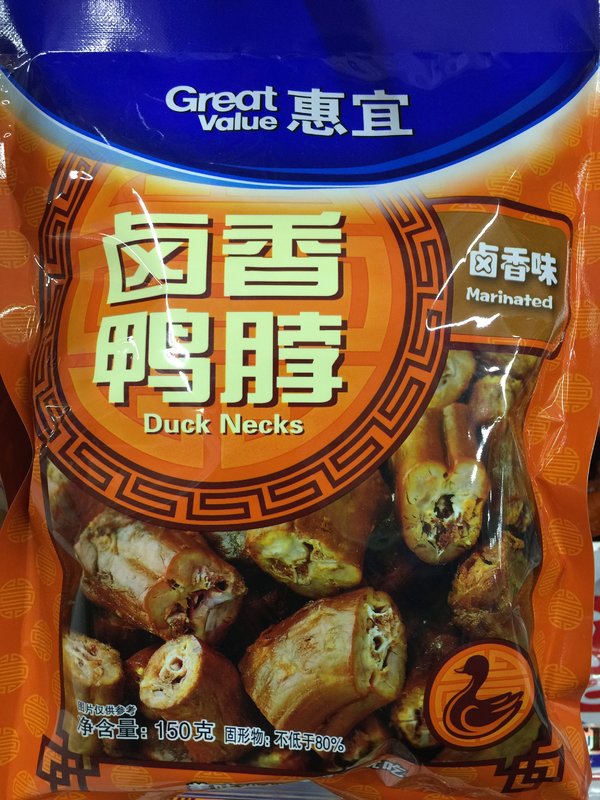 Great Value 惠宜
卤香
鸭脖
Duck Necks
卤香味
Marinated
图片仅供参考
净含量: 150克 固形物: 不低于80%